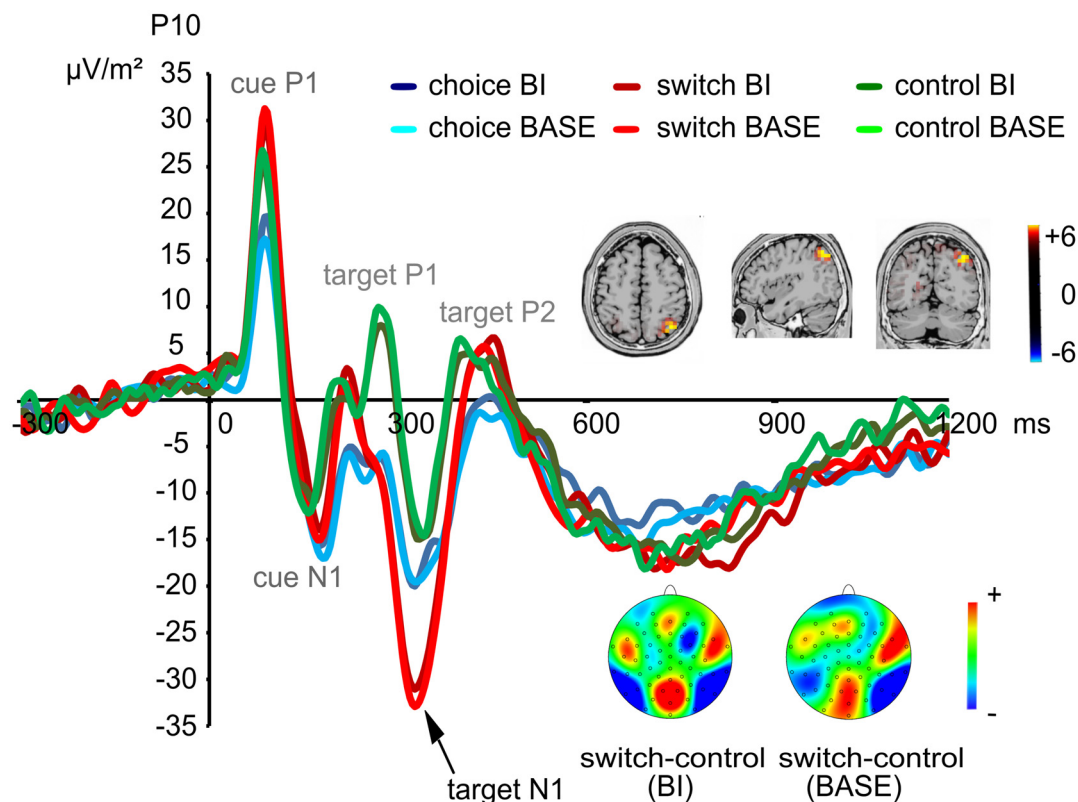 P10
µV/m²
35
30
25
20
15
10
5
-5
-10
-15
-20
-25
-30
-35
cue P1
choice BI
switch BI
control BI
choice BASE
switch BASE
control BASE
target P1
target P2
+6
0
-6
-300
0
300
600
900
1200
ms
cue N1
target N1
+
-
switch-control
(BI)
switch-control
(BASE)